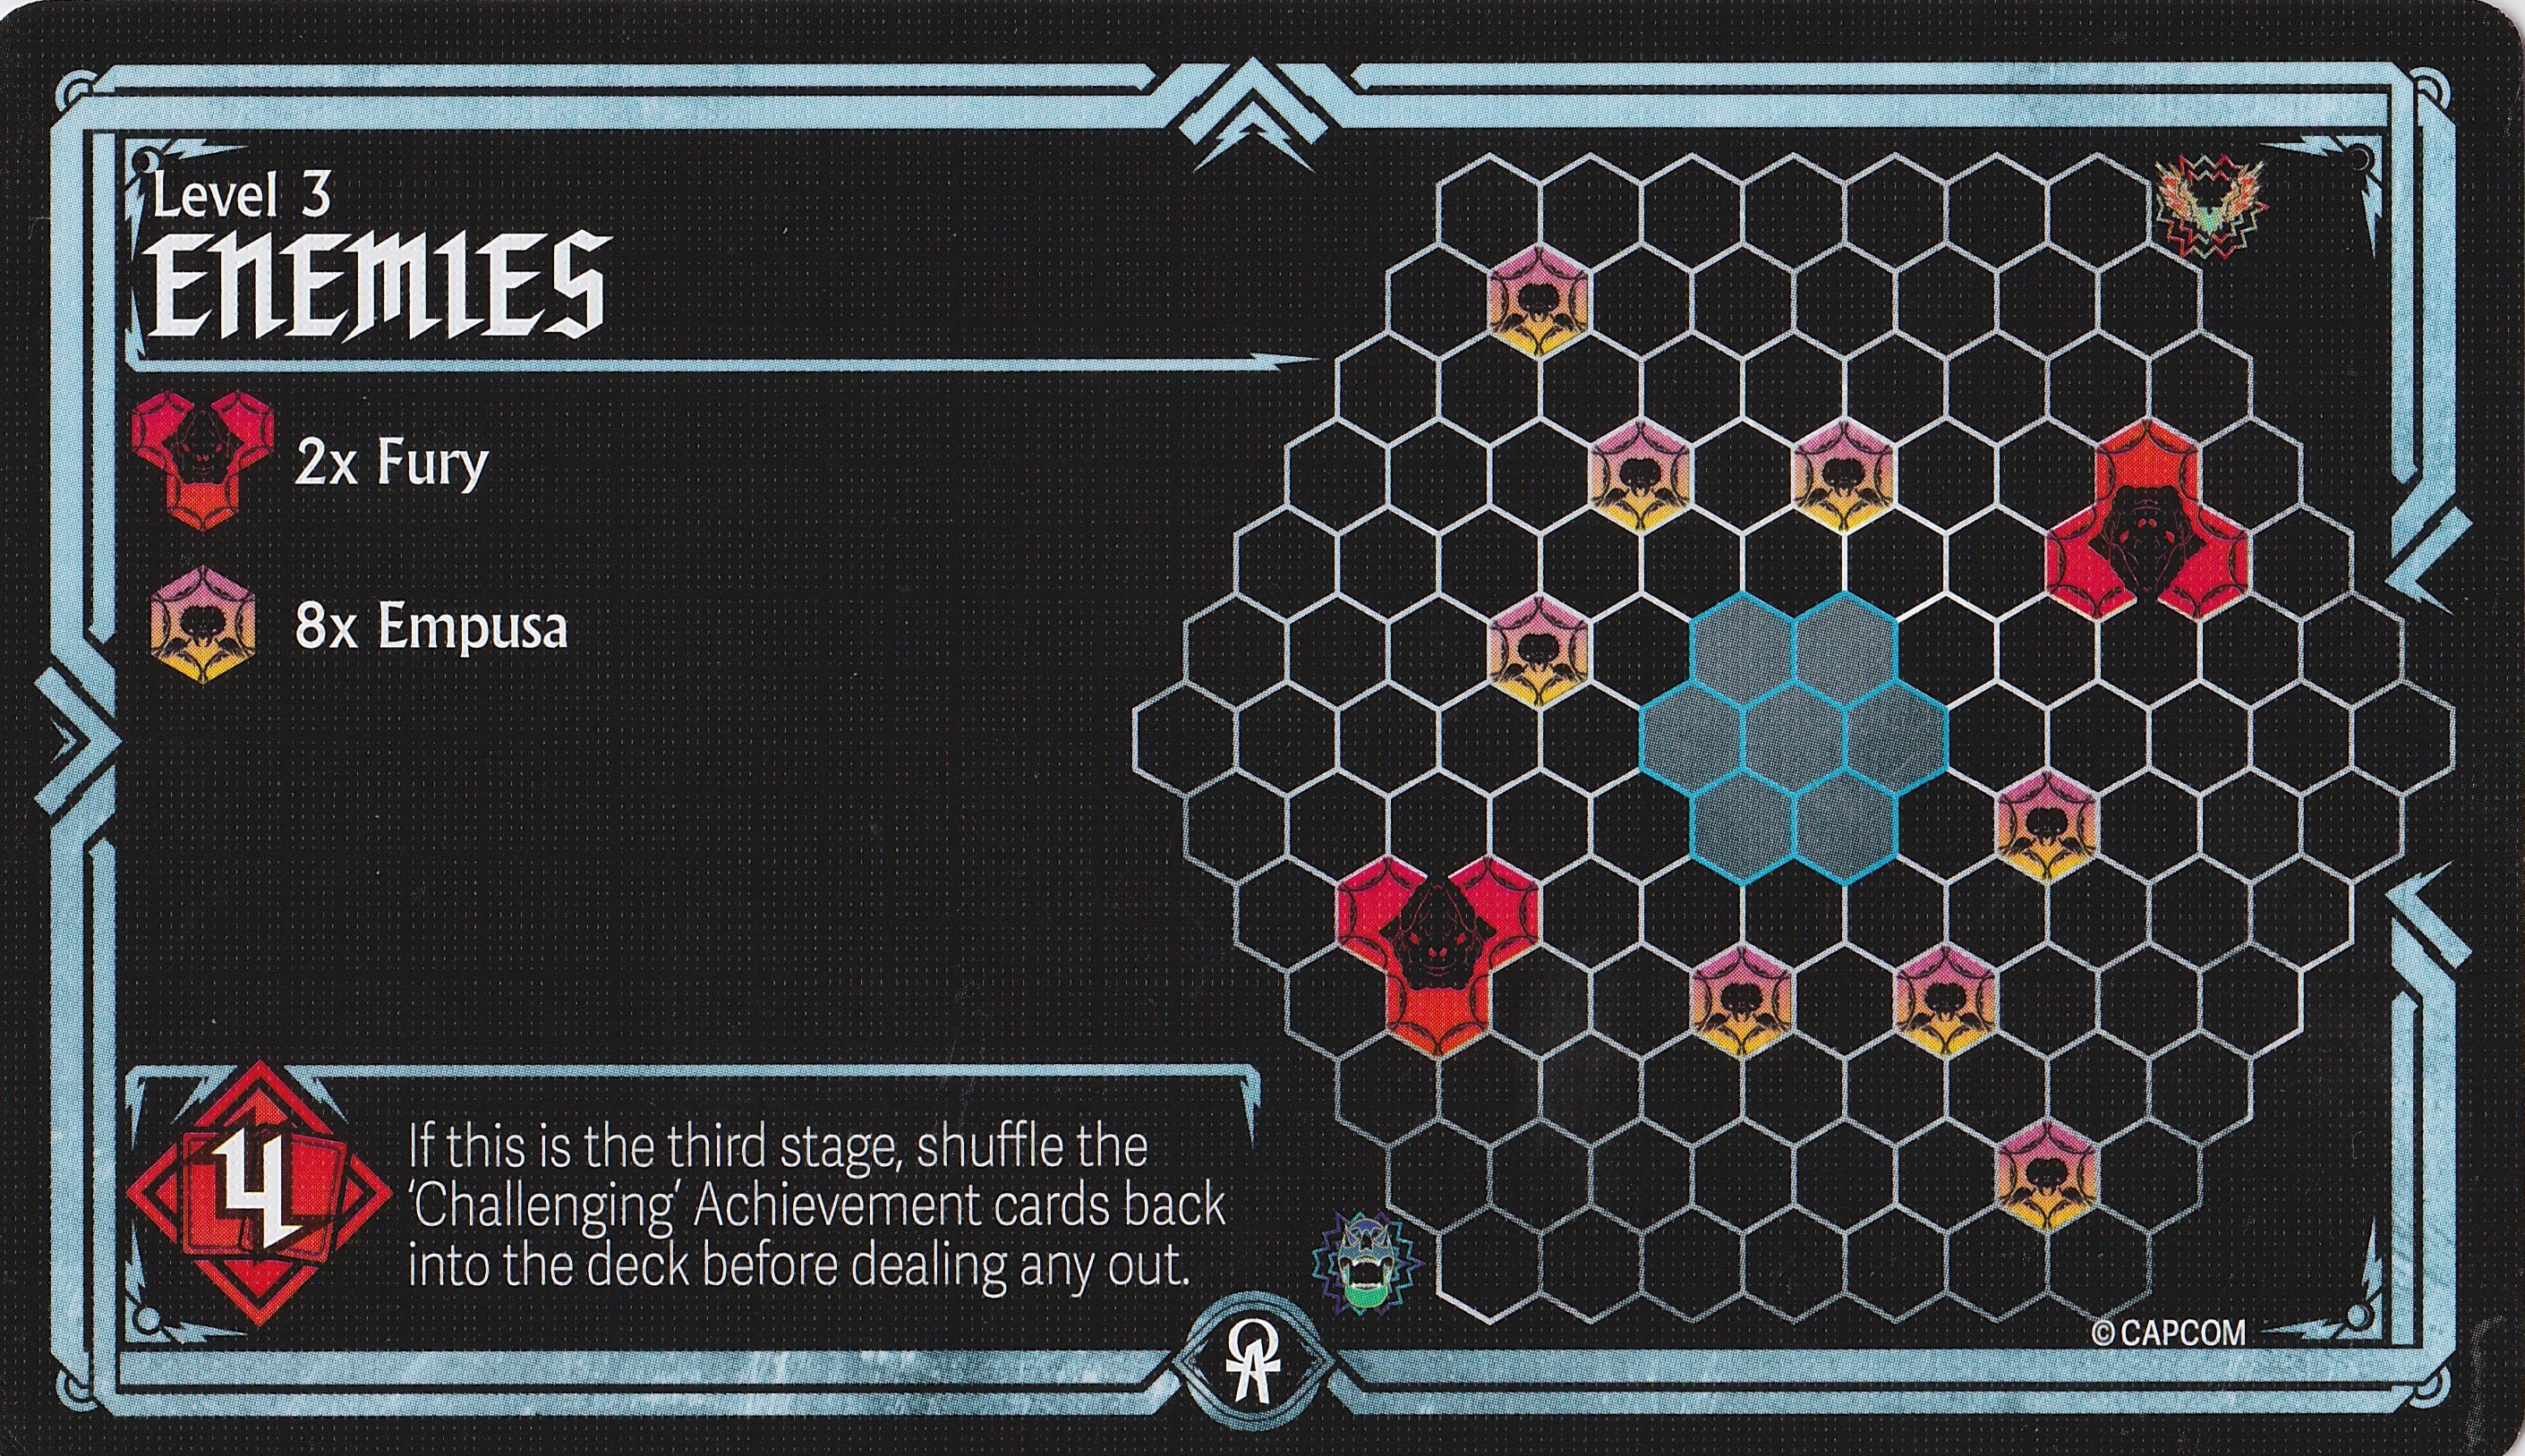 Level 3
ENEMIES
2x Fury
8x Empusa
4
If this is the third stage, shuffle the
‘Challenging’ Achievement cards back
into the deck before dealing any out.
© CAPCOM